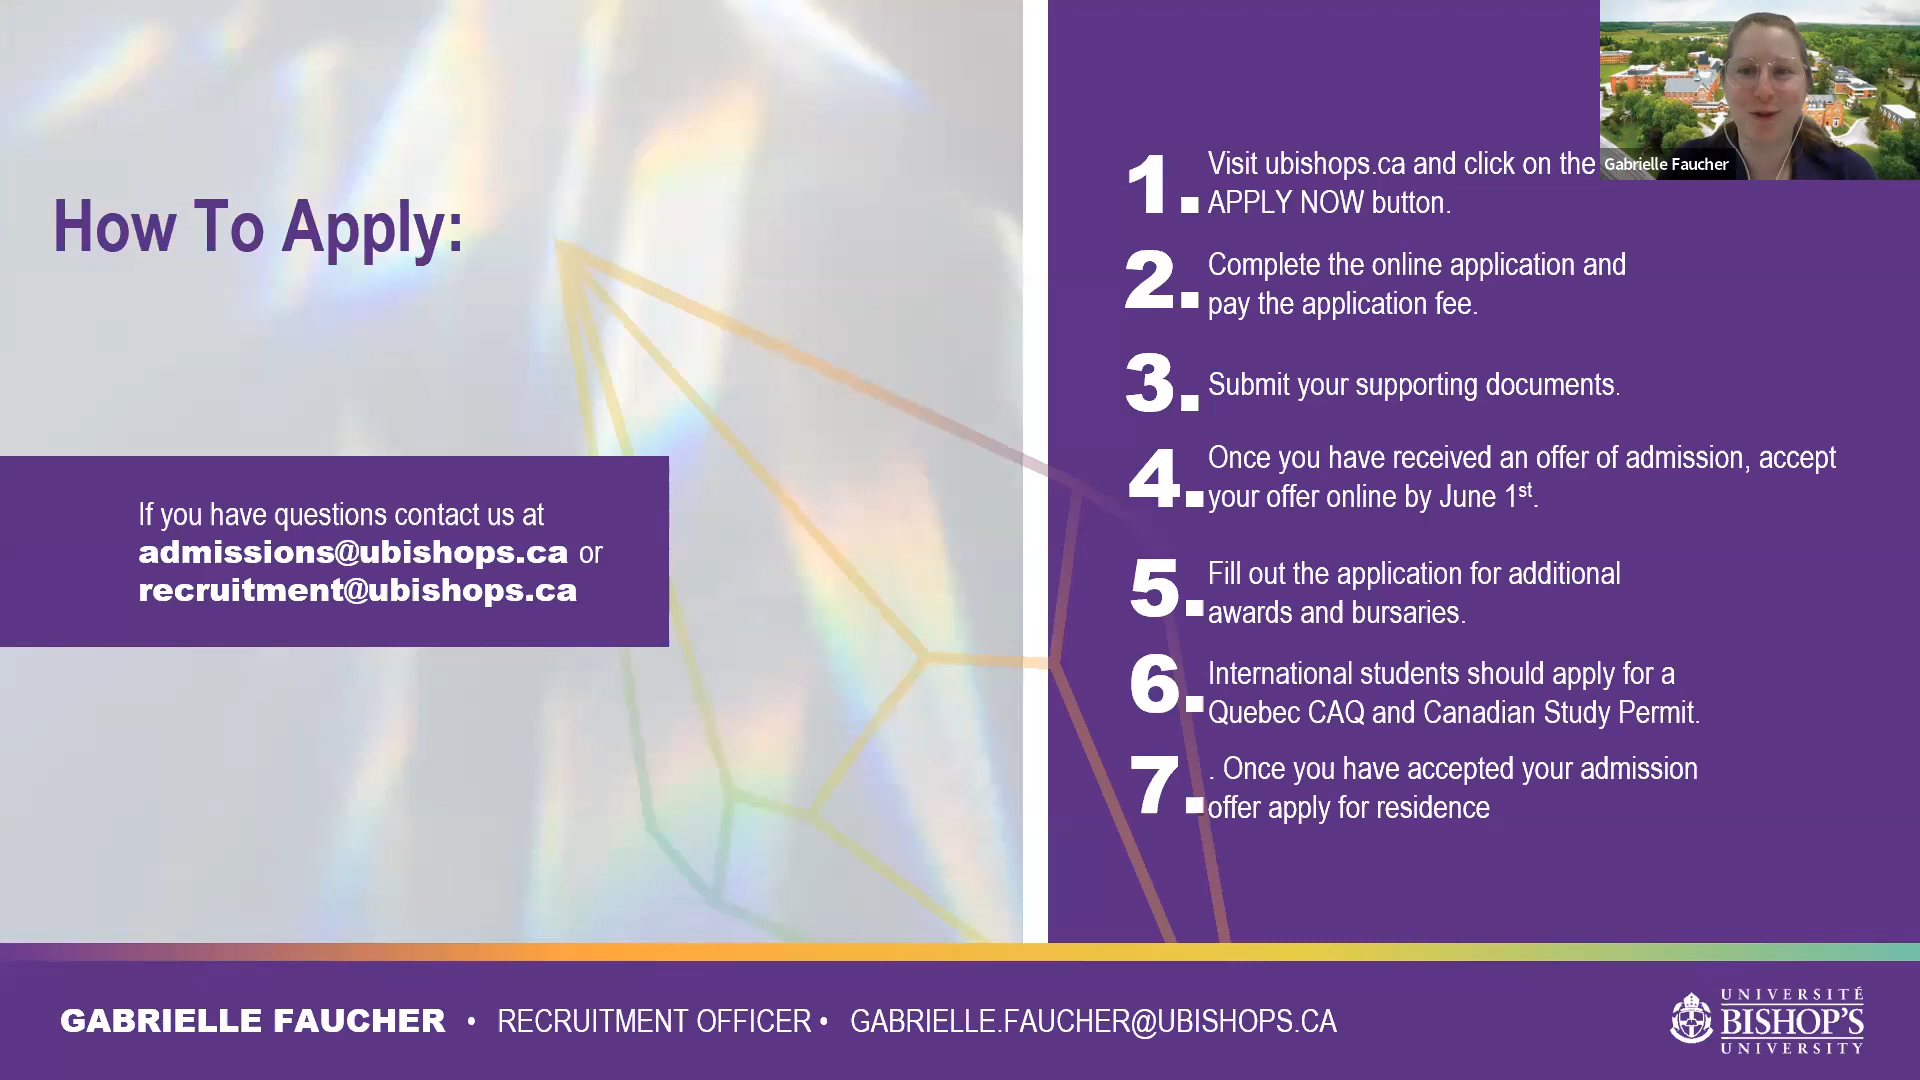 How To Apply:
If you have questions contact us at
admissions@ubishops.ca or
recruitment@ubishops.ca
1. Visit ubishops.ca and click on the
APPLY NOW button.
2. Complete the online application and
pay the application fee.
3. Submit your supporting documents.
4. Once you have received an offer of admission, accept
your offer online by June 1st.
5. Fill out the application for additional
awards and bursaries.
6. International students should apply for a
Quebec CAQ and Canadian Study Permit.
7. . Once you have accepted your admission
offer apply for residence
Gabrielle Faucher
GABRIELLE FAUCHER • RECRUITMENT OFFICER • GABRIELLE.FAUCHER@UBISHOPS.CA
UNIVERSITÉ
BISHOP'S
UNIVERSITY